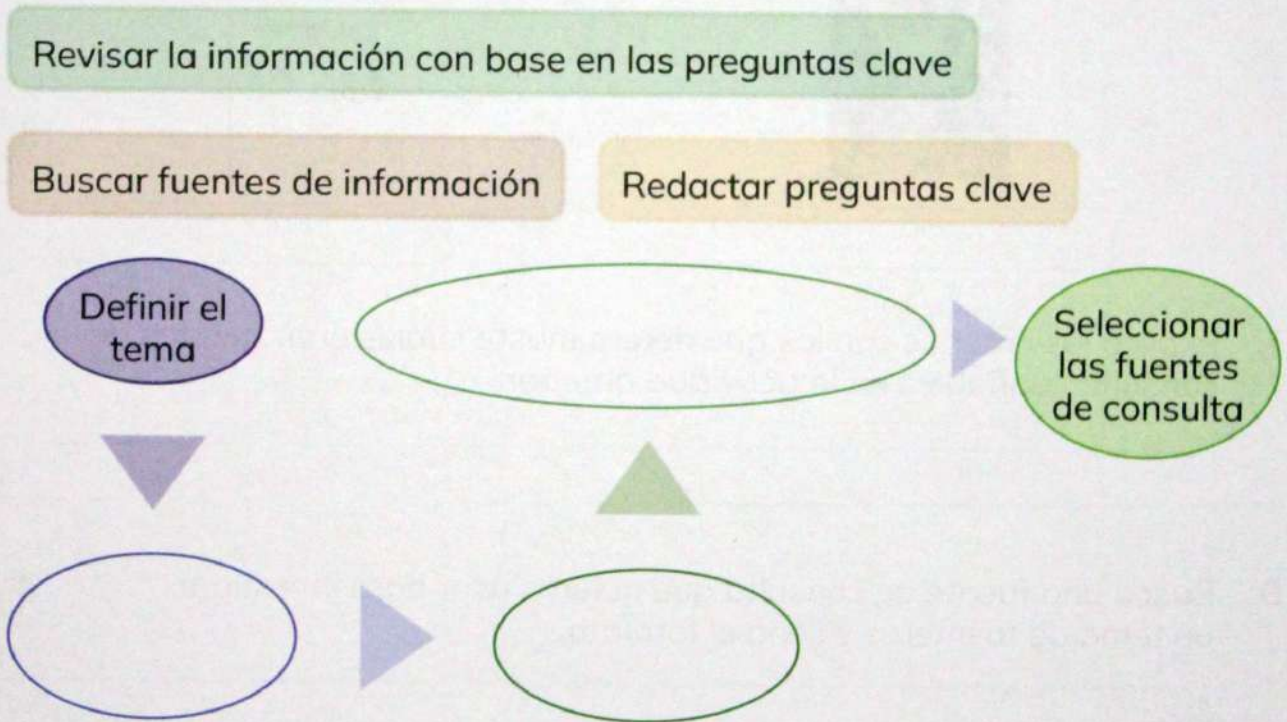 Revisar la información con base en las preguntas clave
Buscar fuentes de información
Redactar preguntas clave
Definir el
tema
Seleccionar
las fuentes
de consulta